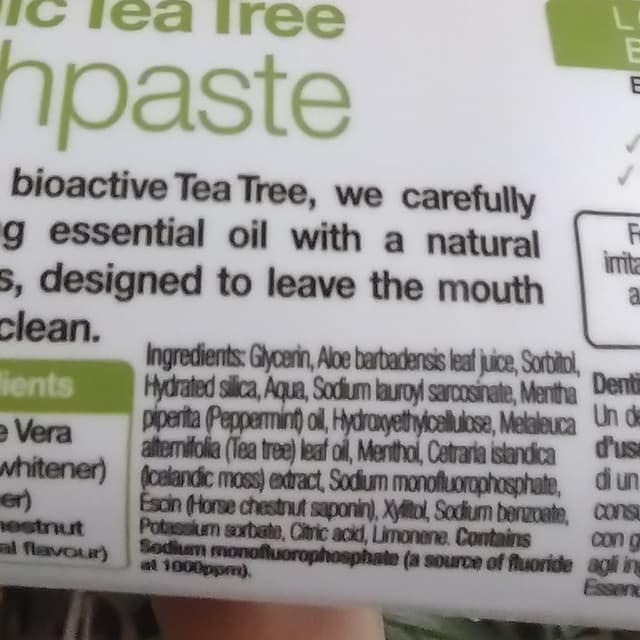 ic Tea Tree
hpaste
bioactive Tea Tree, we carefully
g essential oil with a natural
s, designed to leave the mouth
clean.
Ingredients: Glycerin, Aloe barbadensis leaf juice, Sorbitol,
Hydrated silica, Aqua, Sodium lauroyl sarcosinate, Mentha
piperita (Peppermint) oil, Hydroxyethylcellulose, Melaleuca
alternifolia (Tea tree) leaf oil, Menthol, Cetraria islandica
(Icelandic moss) extract, Sodium monofluorophosphate,
Escin (Horse chestnut saponin), Xylitol, Sodium benzoate,
Potassium sorbate, Citric acid, Limonene. Contains
Sodium monofluorophosphate (a source of fluoride
at 1000ppm).
ients
e Vera
whitener)
er)
hestnut
al flavour)
L
E
E
F
irrita
a
Denti
Un de
d'us
di un
consu
con g
agli in
Essen